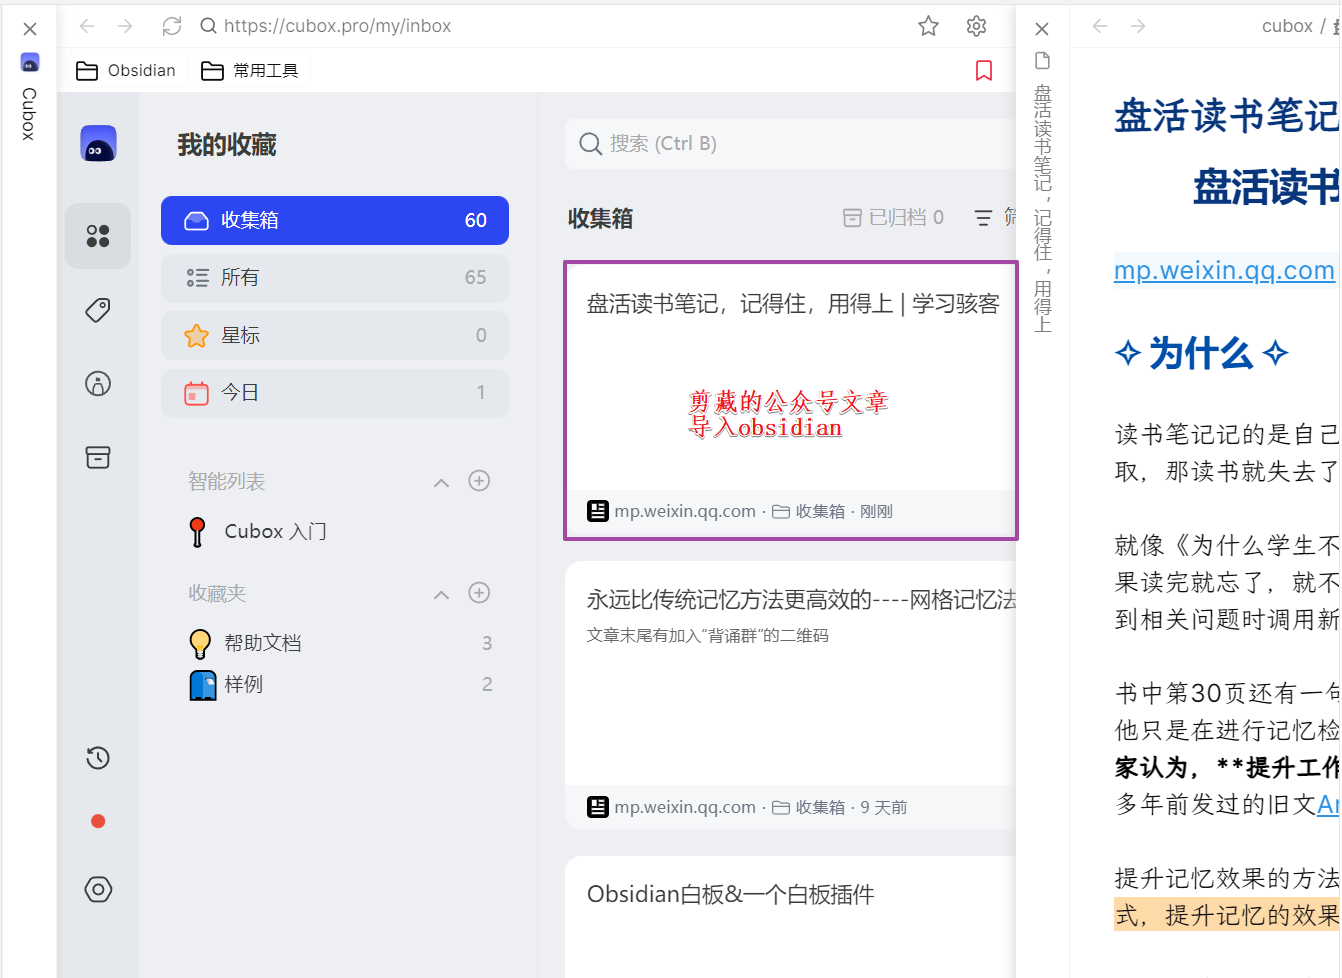 https://cubox.pro/my/inbox
Obsidian
常用工具
Cubox
我的收藏
收集箱 60
所有 65
星标 0
今日 1
智能列表
Cubox 入门
收藏夹
帮助文档 3
样例 2
搜索 (Ctrl B)
收集箱
已归档 0
盘活读书笔记，记得住，用得上 | 学习骇客
剪藏的公众号文章
导入obsidian
mp.weixin.qq.com · 收集箱 · 刚刚
永远比传统记忆方法更高效的----网格记忆法
文章末尾有加入“背诵群”的二维码
mp.weixin.qq.com · 收集箱 · 9 天前
Obsidian白板&一个白板插件
盘活读书笔记，记得住，用得上
cubox /
盘活读书笔记
盘活读书
mp.weixin.qq.com
✧ 为什么 ✧
读书笔记记的是自己
取，那读书就失去了
就像《为什么学生不
果读完就忘了，就不
到相关问题时调用新
书中第30页还有一句
他只是在进行记忆检
家认为，**提升工作
多年前发过的旧文
提升记忆效果的方法
式，提升记忆的效果